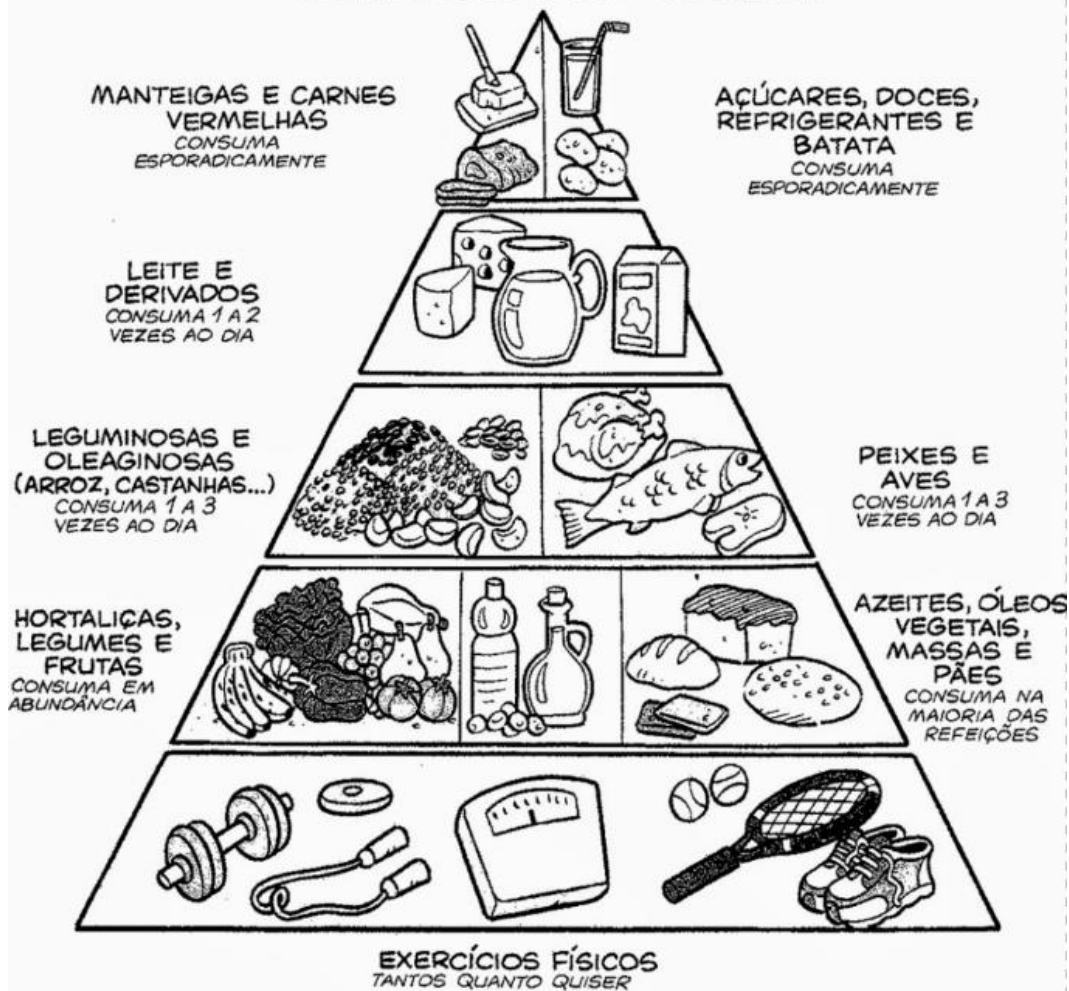 MANTEIGAS E CARNES
VERMELHAS
CONSUMA
ESPORADICAMENTE
AÇÚCARES, DOCES,
REFRIGERANTES E
BATATA
CONSUMA
ESPORADICAMENTE
LEITE E
DERIVADOS
CONSUMA 1 A 2
VEZES AO DIA
LEGUMINOSAS E
OLEAGINOSAS
(ARROZ, CASTANHAS...)
CONSUMA 1 A 3
VEZES AO DIA
PEIXES E
AVES
CONSUMA 1 A 3
VEZES AO DIA
HORTALIÇAS,
LEGUMES E
FRUTAS
CONSUMA EM
ABUNDÂNCIA
AZEITES, ÓLEOS
VEGETAIS,
MASSAS E
PÃES
CONSUMA NA
MAIORIA DAS
REFEIÇÕES
EXERCÍCIOS FÍSICOS
TANTOS QUANTO QUISER